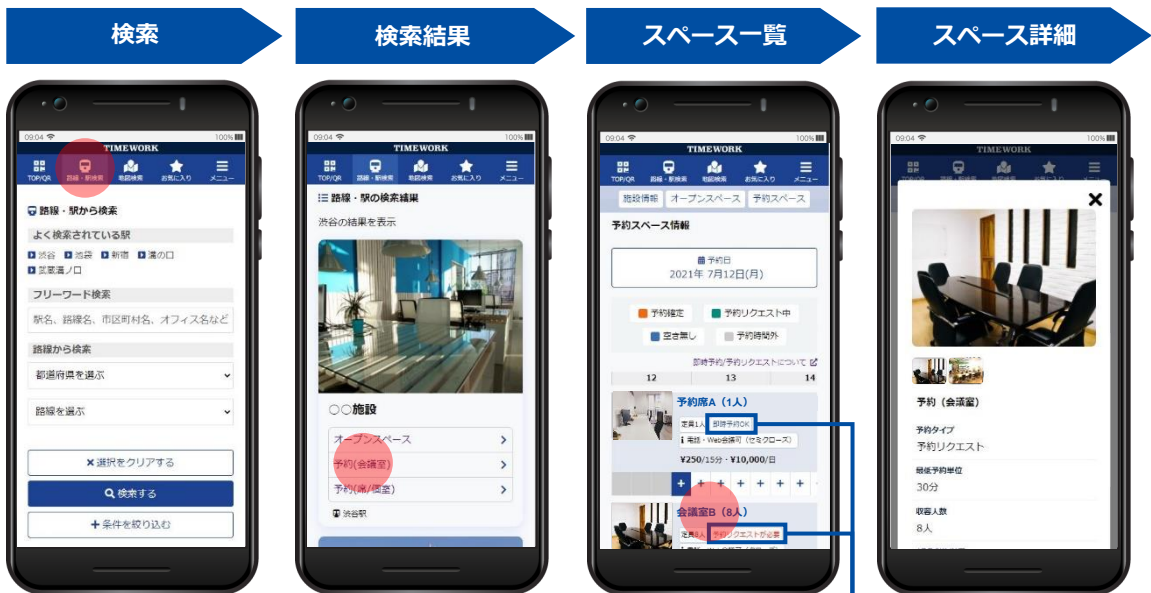 検索
検索結果
スペース一覧
スペース詳細
09:04
100%
TIMEWORK
TOP/QR
路線・駅検索
地図検索
お気に入り
メニュー
路線・駅から検索
よく検索されている駅
渋谷 池袋 新宿 溝の口
武蔵溝ノ口
フリーワード検索
駅名、路線名、市区町村名、オフィス名など
路線から検索
都道府県を選ぶ
路線を選ぶ
選択をクリアする
検索する
条件を絞り込む
09:04
100%
TIMEWORK
TOP/QR
路線・駅検索
地図検索
お気に入り
メニュー
路線・駅の検索結果
渋谷の結果を表示
○○施設
オープンスペース
予約(会議室)
予約(席/個室)
渋谷駅
09:04
100%
TIMEWORK
TOP/QR
路線・駅検索
地図検索
お気に入り
メニュー
施設情報
オープンスペース
予約スペース
予約スペース情報
予約日
2021年 7月12日(月)
予約確定
予約リクエスト中
空き無し
予約時間外
即時予約/予約リクエストについて
12 13 14
予約席A（1人）
定員1人 即時予約OK
電話・Web会議可（セミクローズ）
¥250/15分・¥10,000/日
+ + + + + + +
会議室B（8人）
定員8人 予約リクエストが必要
09:04
100%
TIMEWORK
TOP/QR
路線・駅検索
地図検索
お気に入り
メニュー
予約（会議室）
予約タイプ
予約リクエスト
最低予約単位
30分
収容人数
8人